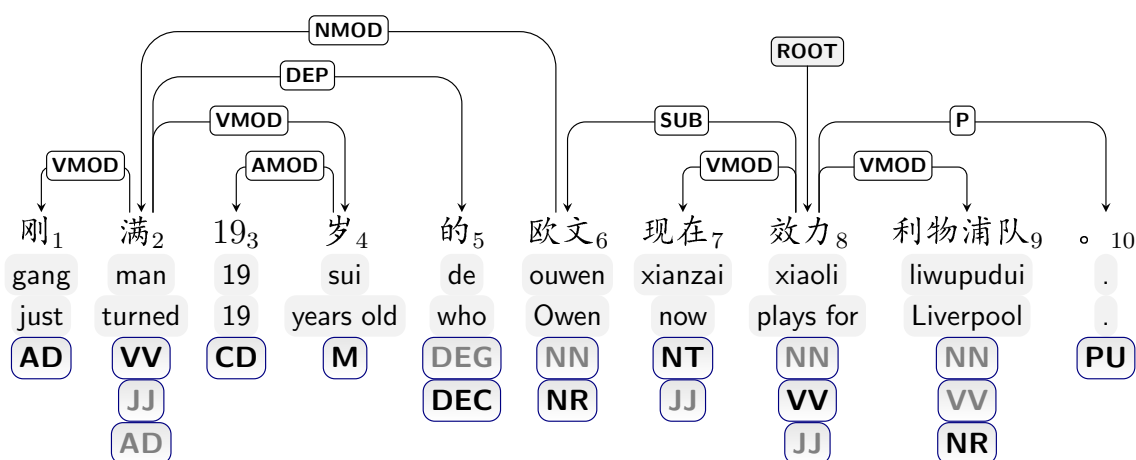 NMOD
ROOT
DEP
VMOD SUB P
VMOD AMOD VMOD VMOD
刚1 满2 193 岁4 的5 欧文6 现在7 效力8 利物浦队9 。10
gang man 19 sui de ouwen xianzai xiaoli liwupudui .
just turned 19 years old who Owen now plays for Liverpool .
AD VV CD M DEG NN NT NN NN PU
JJ DEC NR JJ VV VV
AD JJ NR